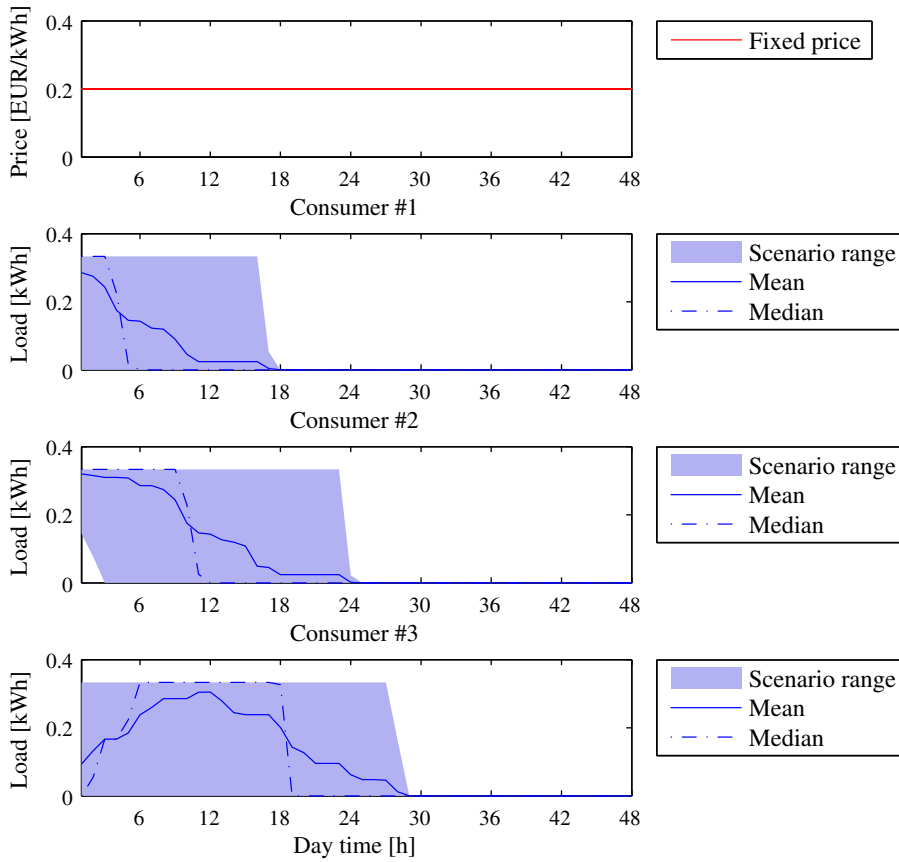 Price [EUR/kWh]
0.4
0.2
0
6 12 18 24 30 36 42 48
Fixed price
Consumer #1
Load [kWh]
0.4
0.2
0
6 12 18 24 30 36 42 48
Scenario range
Mean
Median
Consumer #2
Load [kWh]
0.4
0.2
0
6 12 18 24 30 36 42 48
Scenario range
Mean
Median
Consumer #3
Load [kWh]
0.4
0.2
0
6 12 18 24 30 36 42 48
Scenario range
Mean
Median
Day time [h]